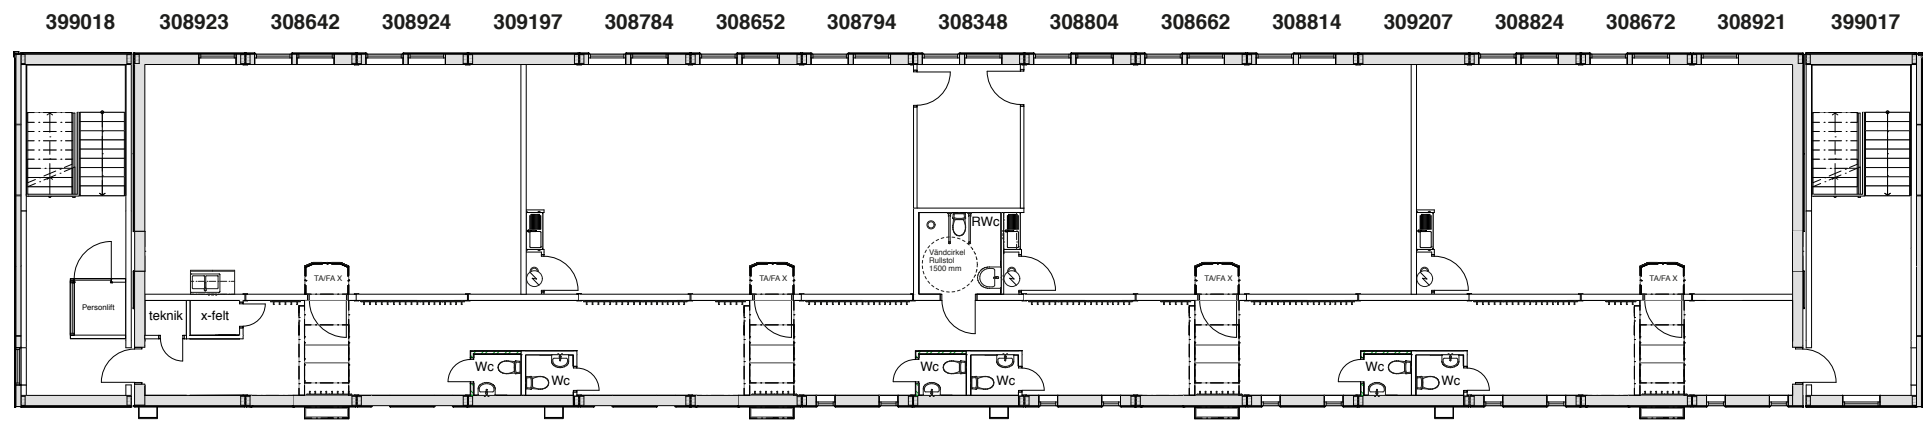 399018 308923 308642 308924 309197 308784 308652 308794 308348 308804 308662 308814 309207 308824 308672 308921 399017
RWc
Vändcirkel
Rullstol
1500 mm
TA/FA X TA/FA X TA/FA X TA/FA X
Personlift
teknik x-felt
Wc Wc Wc Wc Wc Wc